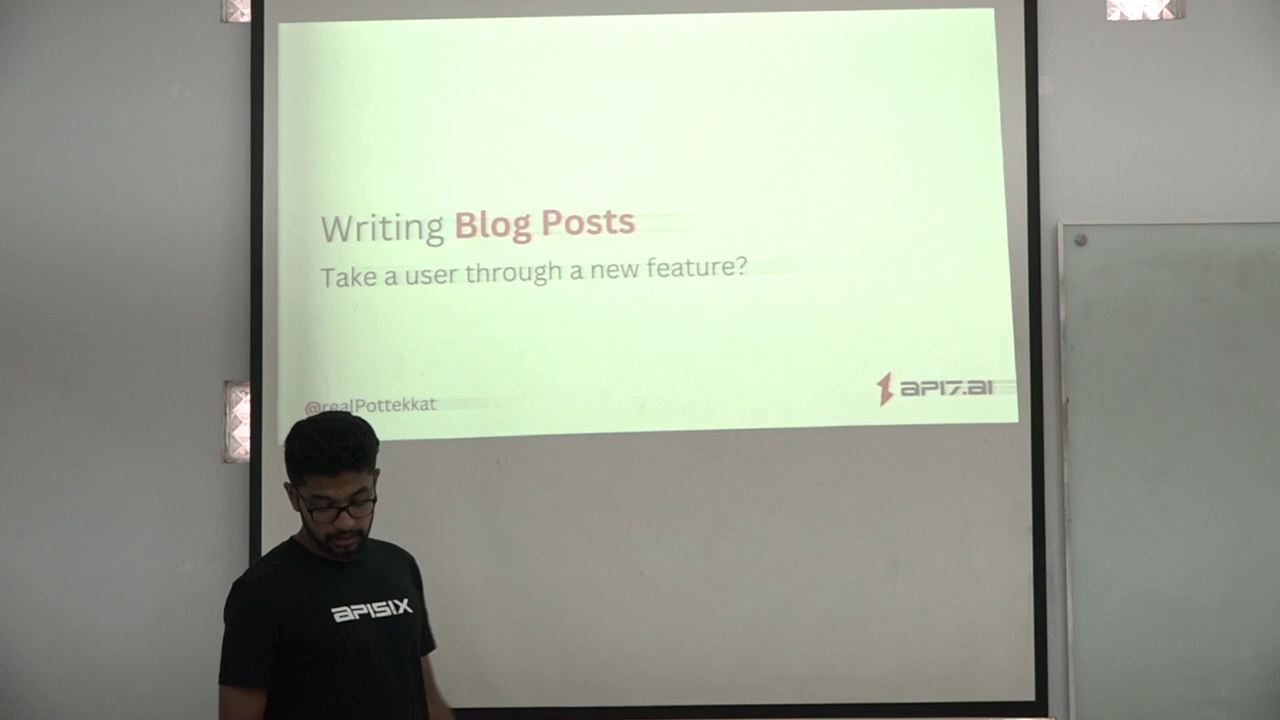 Writing Blog Posts
Take a user through a new feature?
@realPottekkat
API7.AI
APISIX